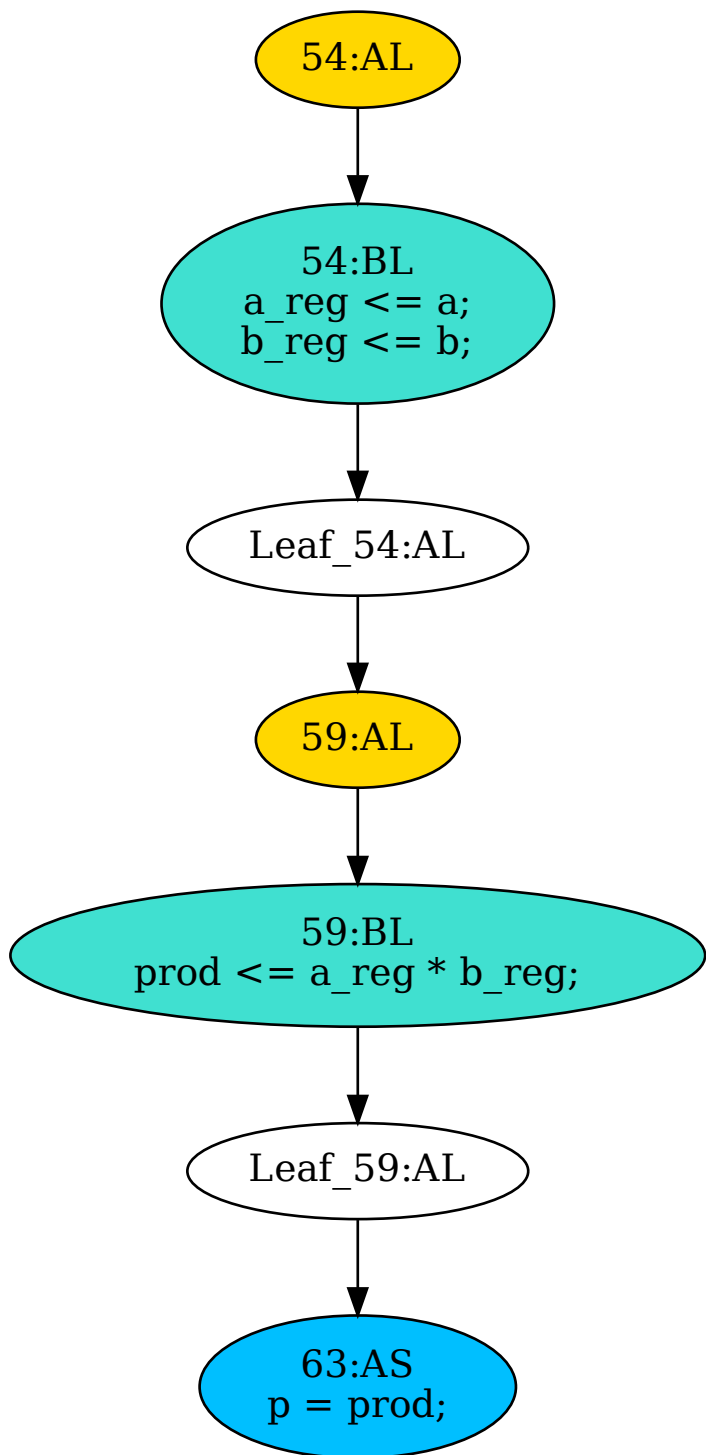 54:AL
54:BL
a_reg <= a;
b_reg <= b;
Leaf_54:AL
59:AL
59:BL
prod <= a_reg * b_reg;
Leaf_59:AL
63:AS
p = prod;